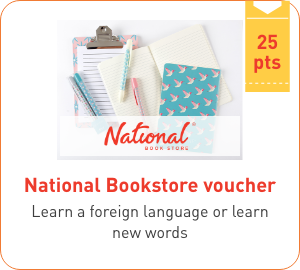 25
pts
National
BOOK STORE
National Bookstore voucher
Learn a foreign language or learn
new words